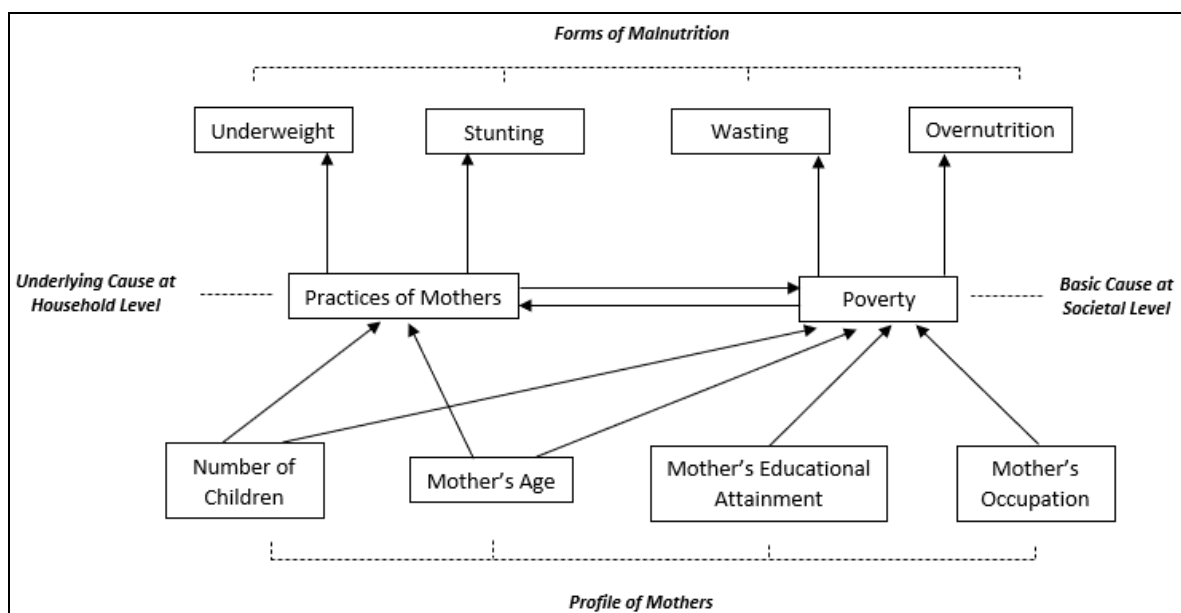 Forms of Malnutrition
Underweight
Stunting
Wasting
Overnutrition
Underlying Cause at
Household Level
Practices of Mothers
Poverty
Basic Cause at
Societal Level
Number of
Children
Mother’s Age
Mother’s Educational
Attainment
Mother’s
Occupation
Profile of Mothers